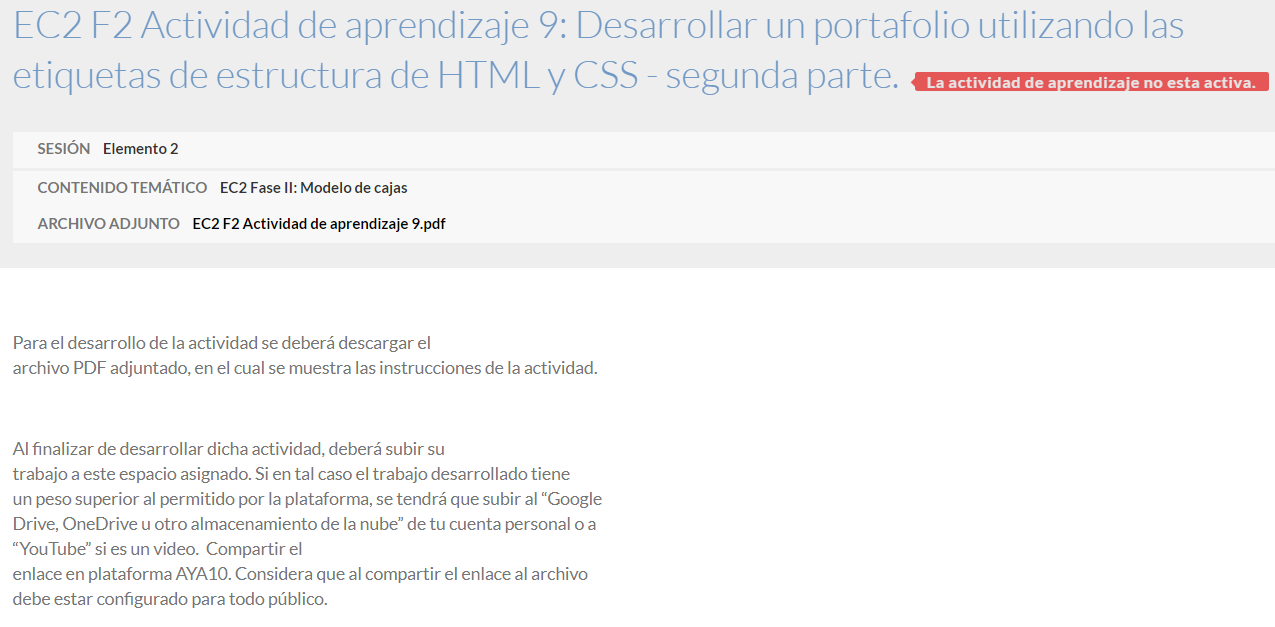 EC2 F2 Actividad de aprendizaje 9: Desarrollar un portafolio utilizando las
etiquetas de estructura de HTML y CSS - segunda parte. La actividad de aprendizaje no esta activa.
SESIÓN Elemento 2
CONTENIDO TEMÁTICO EC2 Fase II: Modelo de cajas
ARCHIVO ADJUNTO EC2 F2 Actividad de aprendizaje 9.pdf
Para el desarrollo de la actividad se deberá descargar el
archivo PDF adjuntado, en el cual se muestra las instrucciones de la actividad.
Al finalizar de desarrollar dicha actividad, deberá subir su
trabajo a este espacio asignado. Si en tal caso el trabajo desarrollado tiene
un peso superior al permitido por la plataforma, se tendrá que subir al “Google
Drive, OneDrive u otro almacenamiento de la nube” de tu cuenta personal o a
“YouTube” si es un video. Compartir el
enlace en plataforma AYA10. Considera que al compartir el enlace al archivo
debe estar configurado para todo público.